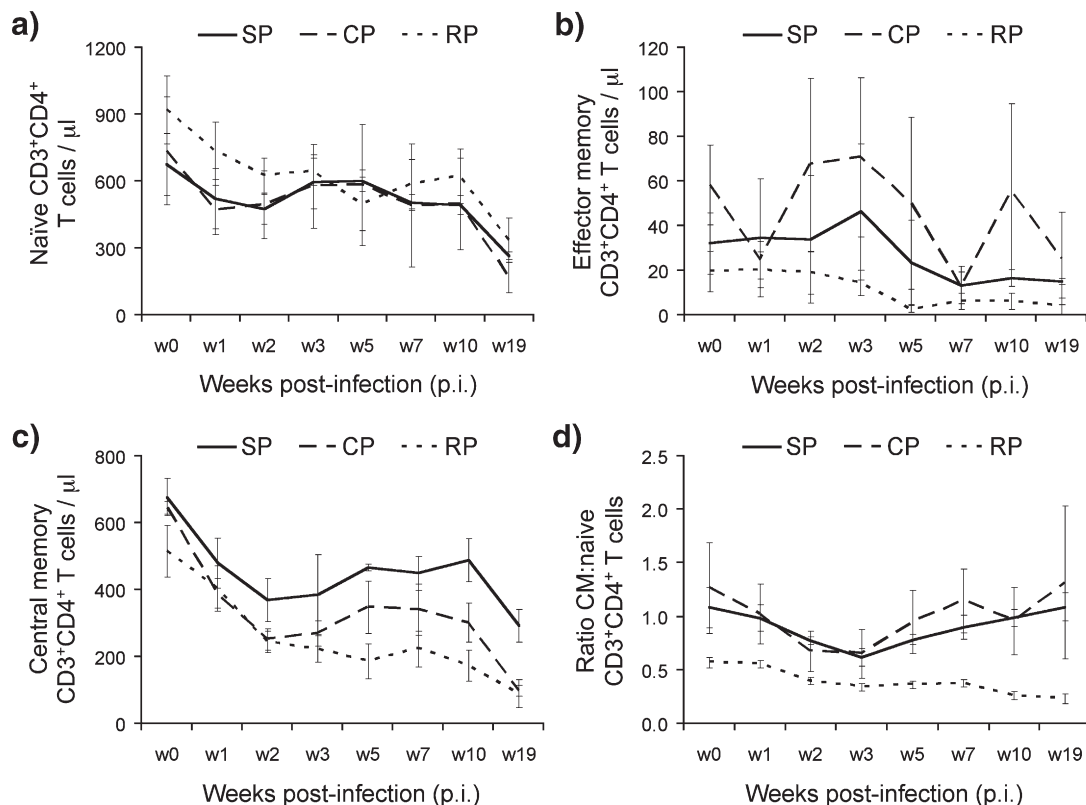 a)
SP CP RP
1200
900
600
300
0
Naïve CD3+CD4+
T cells / µl
w0 w1 w2 w3 w5 w7 w10 w19
Weeks post-infection (p.i.)
b)
SP CP RP
120
100
80
60
40
20
0
Effector memory
CD3+CD4+ T cells / µl
w0 w1 w2 w3 w5 w7 w10 w19
Weeks post-infection (p.i.)
c)
SP CP RP
800
600
400
200
0
Central memory
CD3+CD4+ T cells / µl
w0 w1 w2 w3 w5 w7 w10 w19
Weeks post-infection (p.i.)
d)
SP CP RP
2.5
2.0
1.5
1.0
0.5
0.0
Ratio CM:naive
CD3+CD4+ T cells
w0 w1 w2 w3 w5 w7 w10 w19
Weeks post-infection (p.i.)